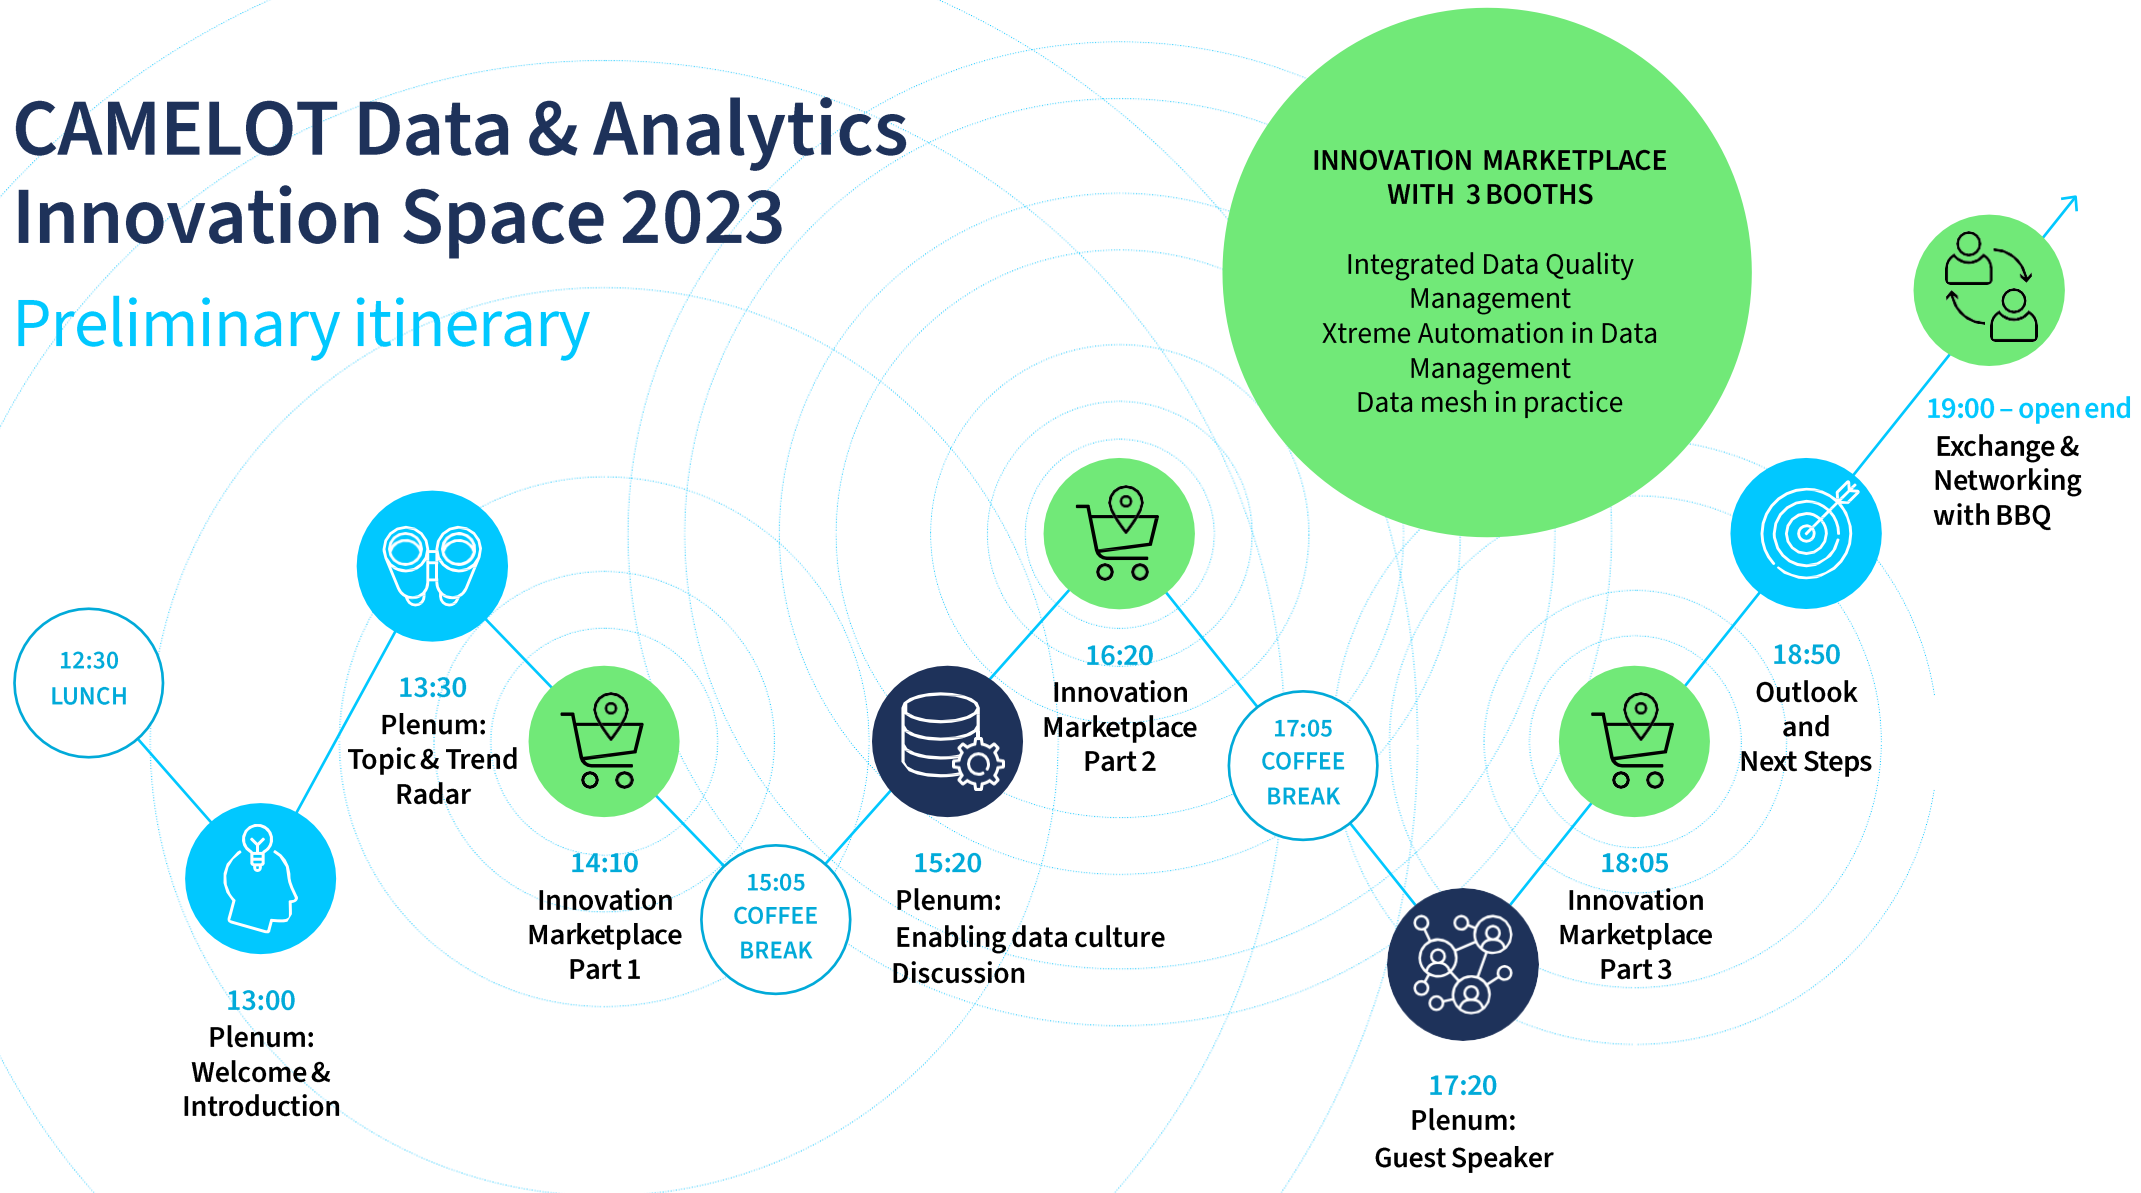 CAMELOT Data & Analytics
Innovation Space 2023
Preliminary itinerary
INNOVATION MARKETPLACE
WITH 3 BOOTHS
Integrated Data Quality
Management
Xtreme Automation in Data
Management
Data mesh in practice
12:30
LUNCH
13:00
Plenum:
Welcome &
Introduction
13:30
Plenum:
Topic & Trend
Radar
14:10
Innovation
Marketplace
Part 1
15:05
COFFEE
BREAK
15:20
Plenum:
Enabling data culture
Discussion
16:20
Innovation
Marketplace
Part 2
17:05
COFFEE
BREAK
17:20
Plenum:
Guest Speaker
18:05
Innovation
Marketplace
Part 3
18:50
Outlook
and
Next Steps
19:00 – open end
Exchange &
Networking
with BBQ